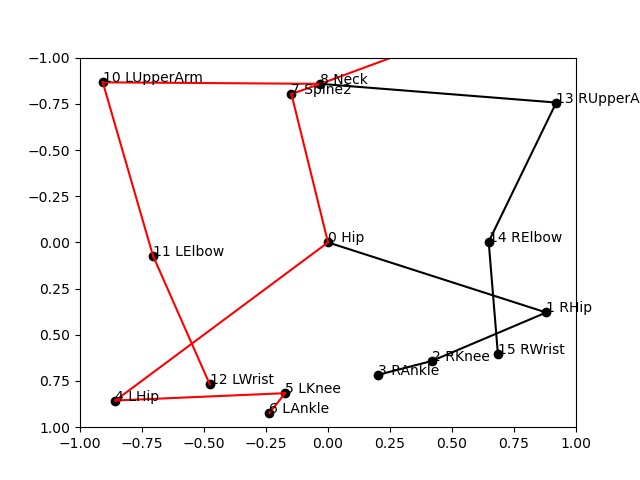 −1.00
10 LUpperArm
8 Neck
7 Spine2
13 RUpperA
−0.75
−0.50
−0.25
0.00
0 Hip
14 RElbow
11 LElbow
0.25
1 RHip
0.50
15 RWrist
2 RKnee
3 RAnkle
0.75
12 LWrist
5 LKnee
4 LHip
6 LAnkle
1.00
−1.00 −0.75 −0.50 −0.25 0.00 0.25 0.50 0.75 1.00